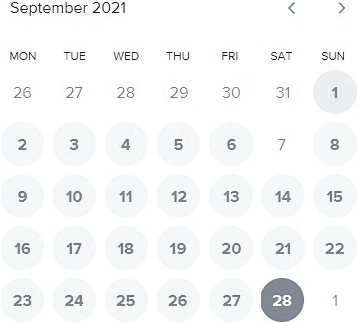 September 2021
MON TUE WED THU FRI SAT SUN
26 27 28 29 30 31 1
2 3 4 5 6 7 8
9 10 11 12 13 14 15
16 17 18 19 20 21 22
23 24 25 26 27 28 1